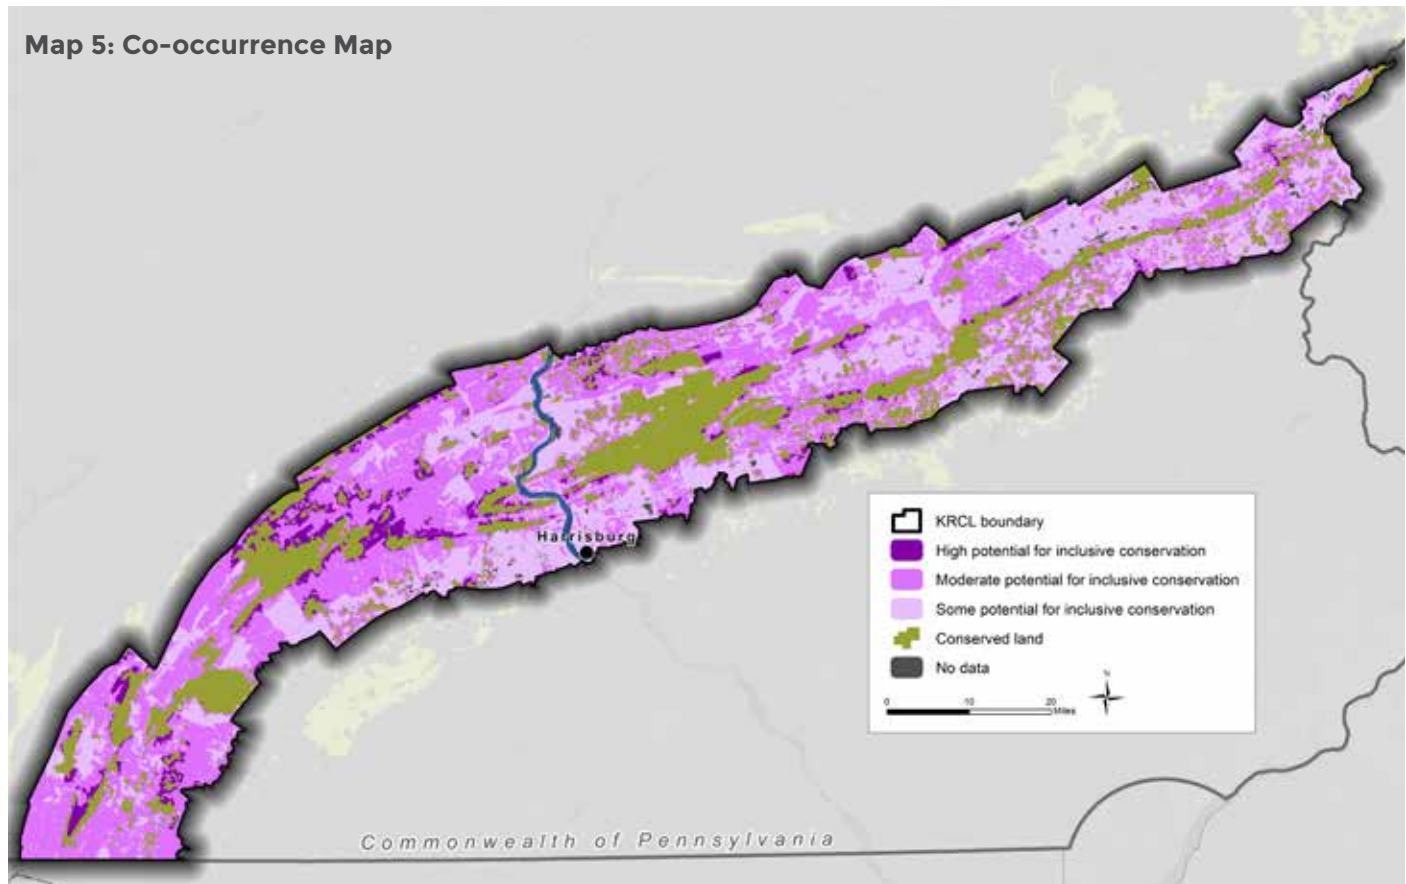 Map 5: Co-occurrence Map
Harrisburg
KRCL boundary
High potential for inclusive conservation
Moderate potential for inclusive conservation
Some potential for inclusive conservation
Conserved land
No data
N
0 10 20
Miles
Commonwealth of Pennsylvania